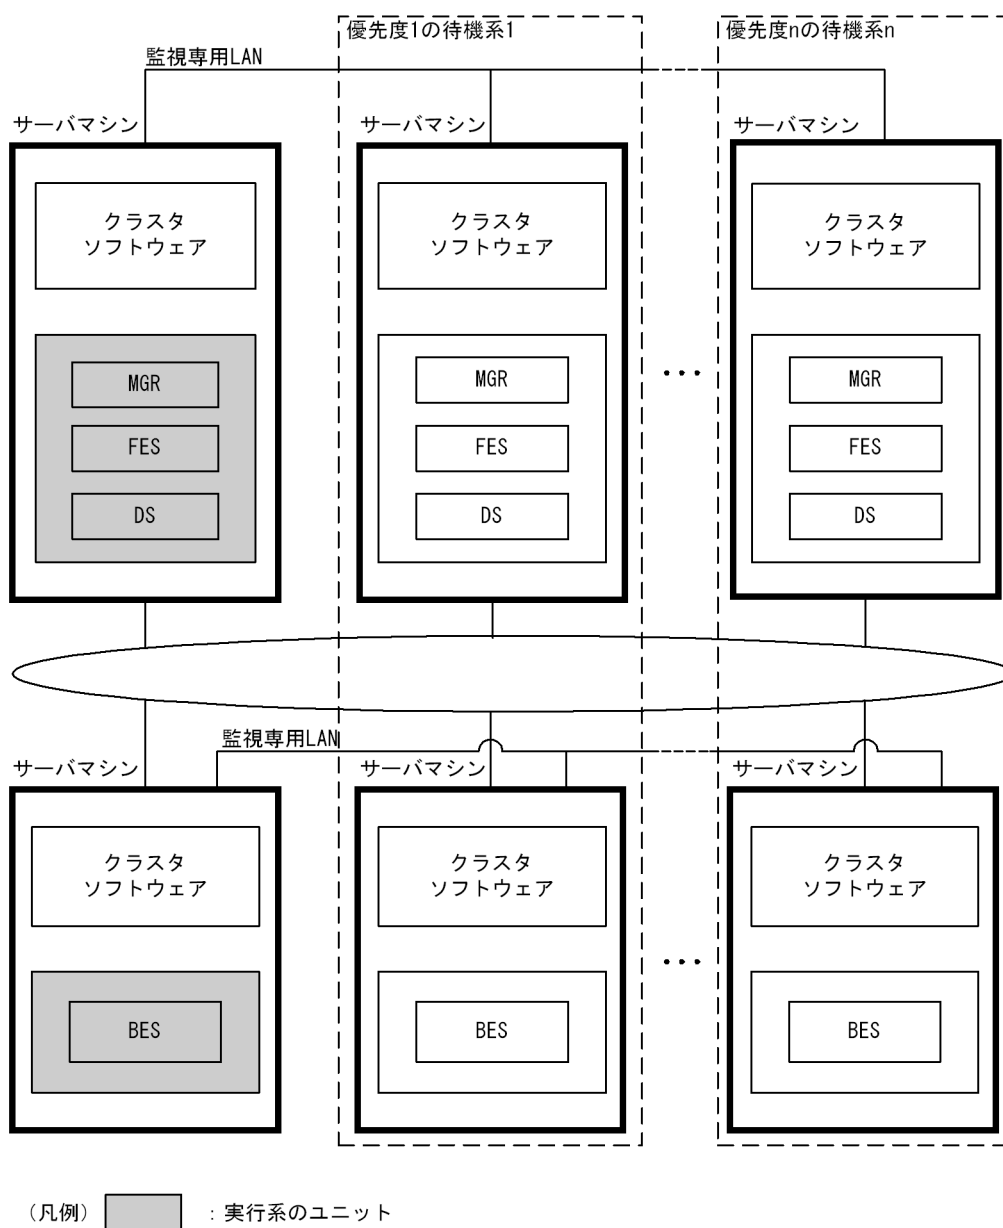 優先度1の待機系1
優先度nの待機系n
監視専用LAN
サーバマシン
サーバマシン
サーバマシン
クラスタ
ソフトウェア
クラスタ
ソフトウェア
クラスタ
ソフトウェア
MGR
FES
DS
MGR
FES
DS
・・・
MGR
FES
DS
監視専用LAN
サーバマシン
サーバマシン
サーバマシン
クラスタ
ソフトウェア
クラスタ
ソフトウェア
クラスタ
ソフトウェア
BES
BES
・・・
BES
(凡例) : 実行系のユニット